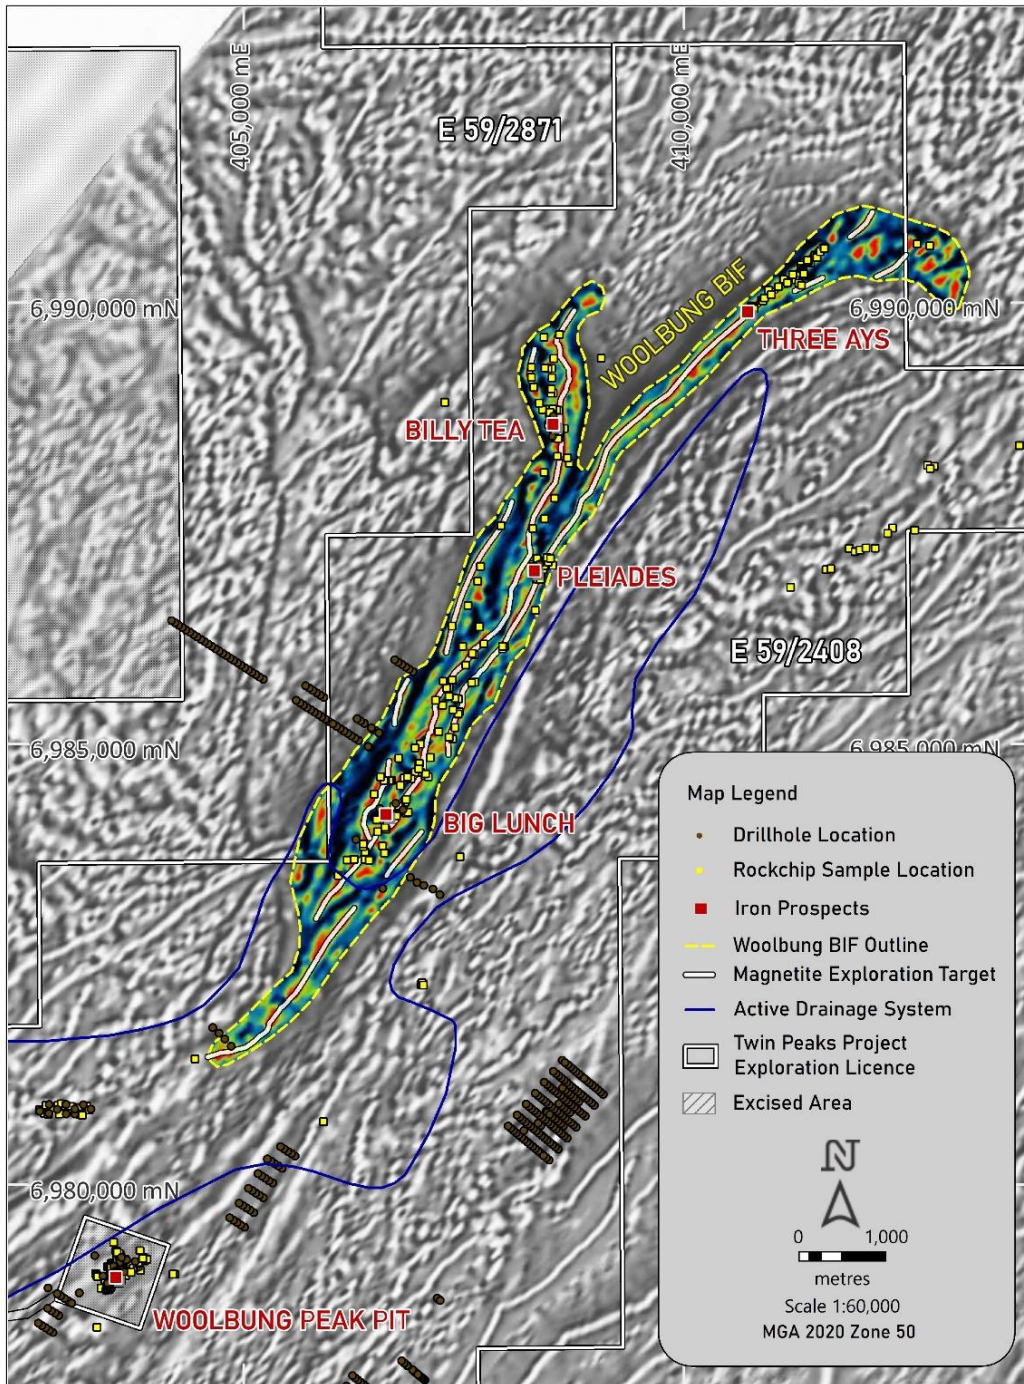 405,000 mE
410,000 mE
E 59/2871
6,990,000 mN
6,990,000 mN
WOOLBUNG BIF
THREE AYS
BILLY TEA
PLEIADES
E 59/2408
6,985,000 mN
6,985,000 mN
BIG LUNCH
Map Legend
Drillhole Location
Rockchip Sample Location
Iron Prospects
Woolbung BIF Outline
Magnetite Exploration Target
Active Drainage System
Twin Peaks Project
Exploration Licence
Excised Area
N
0 1,000
metres
Scale 1:60,000
MGA 2020 Zone 50
6,980,000 mN
WOOLBUNG PEAK PIT